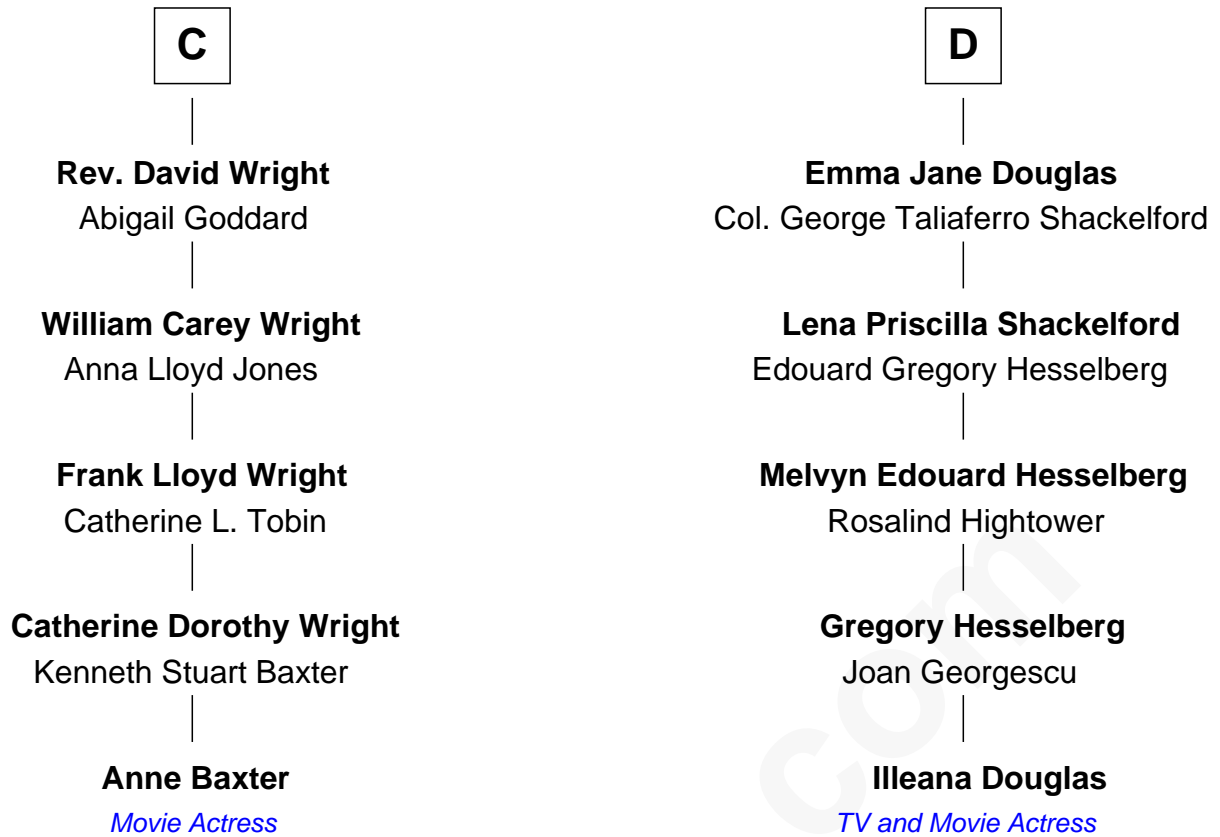 C
Rev. David Wright
Abigail Goddard
William Carey Wright
Anna Lloyd Jones
Frank Lloyd Wright
Catherine L. Tobin
Catherine Dorothy Wright
Kenneth Stuart Baxter
Anne Baxter
Movie Actress
D
Emma Jane Douglas
Col. George Taliaferro Shackelford
Lena Priscilla Shackelford
Edouard Gregory Hesselberg
Melvyn Edouard Hesselberg
Rosalind Hightower
Gregory Hesselberg
Joan Georgescu
Illeana Douglas
TV and Movie Actress
com